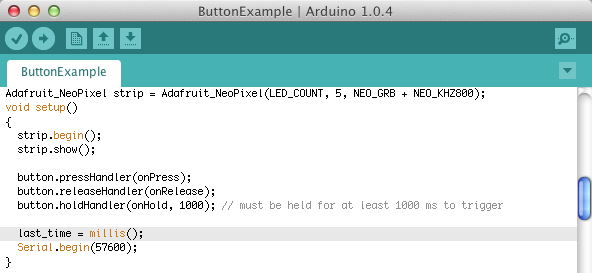 ButtonExample | Arduino 1.0.4
ButtonExample
Adafruit_NeoPixel strip = Adafruit_NeoPixel(LED_COUNT, 5, NEO_GRB + NEO_KHZ800);
void setup()
{
  strip.begin();
  strip.show();
  button.pressHandler(onPress);
  button.releaseHandler(onRelease);
  button.holdHandler(onHold, 1000); // must be held for at least 1000 ms to trigger
  last_time = millis();
  Serial.begin(57600);
}